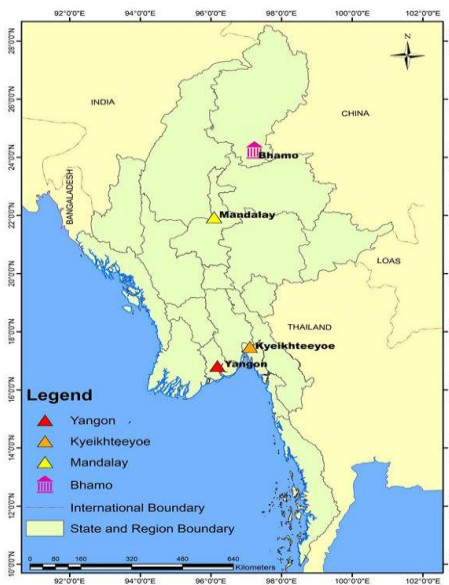 92°0'0"E 94°0'0"E 96°0'0"E 98°0'0"E 100°0'0"E 102°0'0"E
28°0'0"N
N
26°0'0"N
INDIA
CHINA
24°0'0"N
Bhamo
BANGALADESH
22°0'0"N
Mandalay
LOAS
20°0'0"N
18°0'0"N
THAILAND
Kyeikhteeyoe
Yangon
16°0'0"N
Legend
Yangon
Kyeikhteeyoe
14°0'0"N
Mandalay
Bhamo
12°0'0"N
International Boundary
State and Region Boundary
10°0'0"N
0 80 160 320 480 640
Kilometers
92°0'0"E 94°0'0"E 96°0'0"E 98°0'0"E 100°0'0"E 102°0'0"E